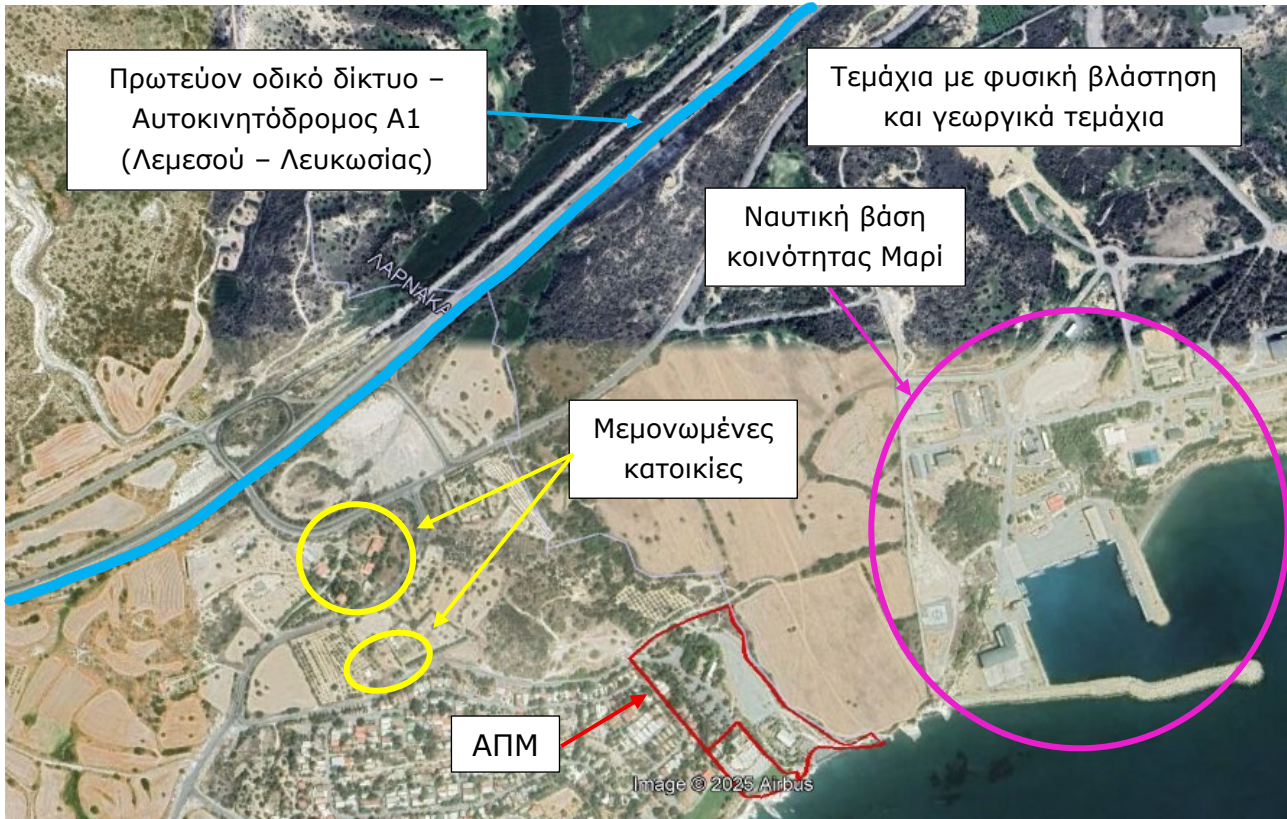 Πρωτεύον οδικό δίκτυο –
Αυτοκινητόδρομος Α1
(Λεμεσού – Λευκωσίας)
Τεμάχια με φυσική βλάστηση
και γεωργικά τεμάχια
Ναυτική βάση
κοινότητας Μαρί
ΛΑΡΝΑΚΑ
Μεμονωμένες
κατοικίες
ΑΠΜ
Image © 2025 Airbus